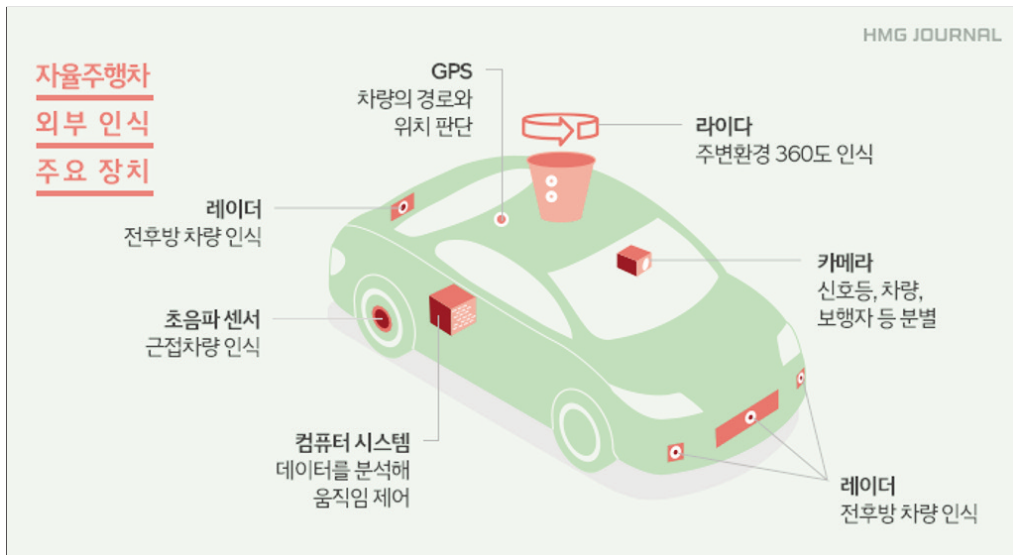 HMG JOURNAL
자율주행차
외부 인식
주요 장치
GPS
차량의 경로와
위치 판단
라이다
주변환경 360도 인식
레이더
전후방 차량 인식
카메라
신호등, 차량,
보행자 등 분별
초음파 센서
근접차량 인식
컴퓨터 시스템
데이터를 분석해
움직임 제어
레이더
전후방 차량 인식